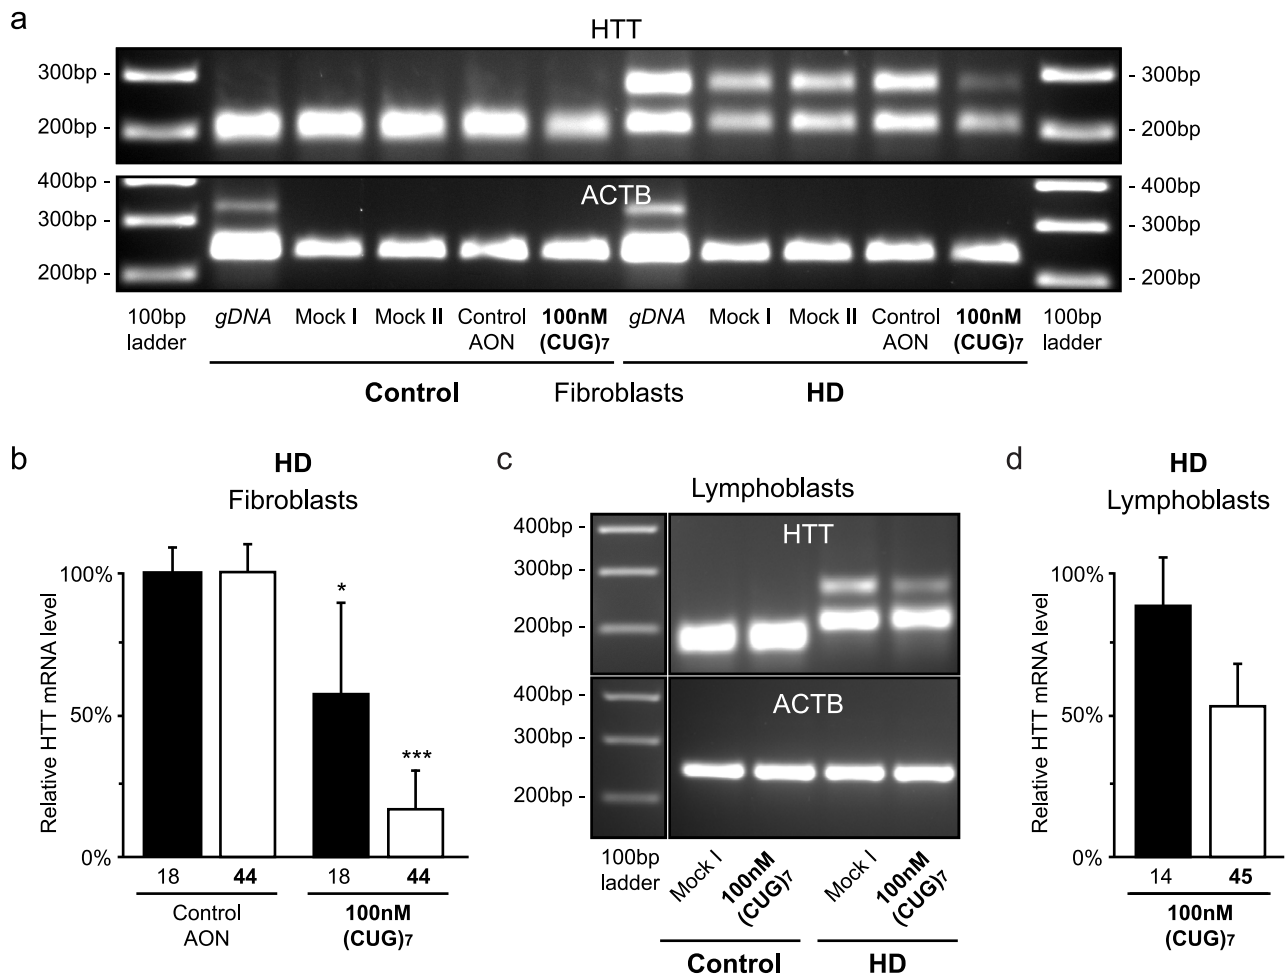 a
HTT
300bp -
200bp -
- 300bp
- 200bp
ACTB
400bp -
300bp -
200bp -
- 400bp
- 300bp
- 200bp
100bp ladder
gDNA
Mock I
Mock II
Control AON
100nM (CUG)7
gDNA
Mock I
Mock II
Control AON
100nM (CUG)7
100bp ladder
Control
Fibroblasts
HD
b
HD
Fibroblasts
Relative HTT mRNA level
100%
50%
0%
*
***
18
44
18
44
Control AON
100nM (CUG)7
c
Lymphoblasts
HTT
400bp -
300bp -
200bp -
ACTB
400bp -
300bp -
200bp -
100bp ladder
Mock I
100nM (CUG)7
Mock I
100nM (CUG)7
Control
HD
d
HD
Lymphoblasts
Relative HTT mRNA level
100%
50%
0%
14
45
100nM (CUG)7